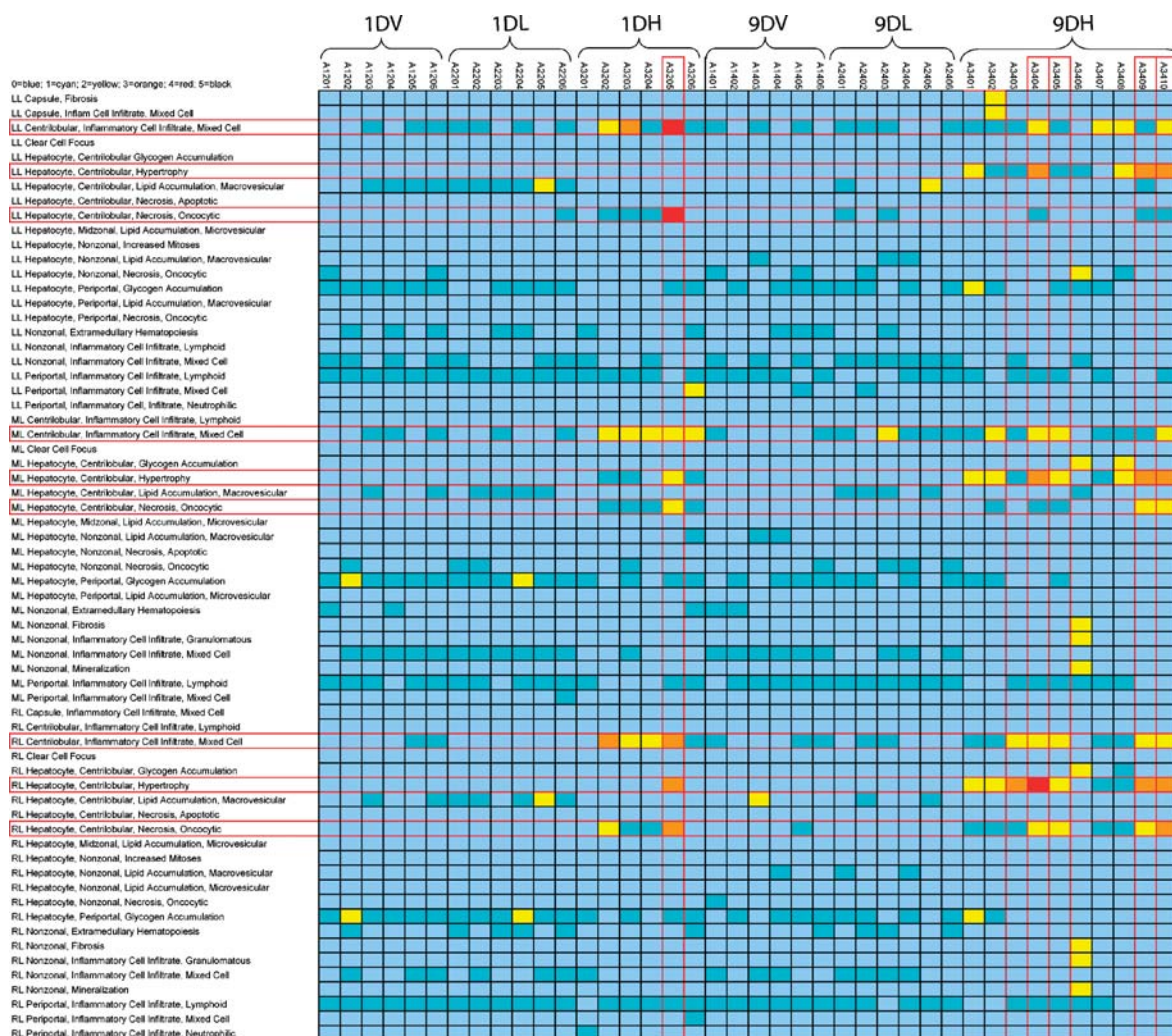 1DV 1DL 1DH 9DV 9DL 9DH
0=blue; 1=cyan; 2=yellow; 3=orange; 4=red; 5=black
A1201 A1202 A1203 A1204 A1205 A1206 A2201 A2202 A2203 A2204 A2205 A2206 A3201 A3202 A3203 A3204 A3205 A3206 A1401 A1402 A1403 A1404 A1405 A1406 A2401 A2402 A2403 A2404 A2405 A2406 A3401 A3402 A3403 A3404 A3405 A3406 A3407 A3408 A3409 A3410
LL Capsule, Fibrosis
LL Capsule, Inflam Cell Infiltrate, Mixed Cell
LL Centrilobular, Inflammatory Cell Infiltrate, Mixed Cell
LL Clear Cell Focus
LL Hepatocyte, Centrilobular Glycogen Accumulation
LL Hepatocyte, Centrilobular, Hypertrophy
LL Hepatocyte, Centrilobular, Lipid Accumulation, Macrovesicular
LL Hepatocyte, Centrilobular, Necrosis, Apoptotic
LL Hepatocyte, Centrilobular, Necrosis, Oncocytic
LL Hepatocyte, Midzonal, Lipid Accumulation, Microvesicular
LL Hepatocyte, Nonzonal, Increased Mitoses
LL Hepatocyte, Nonzonal, Lipid Accumulation, Macrovesicular
LL Hepatocyte, Nonzonal, Necrosis, Oncocytic
LL Hepatocyte, Periportal, Glycogen Accumulation
LL Hepatocyte, Periportal, Lipid Accumulation, Macrovesicular
LL Hepatocyte, Periportal, Necrosis, Oncocytic
LL Nonzonal, Extramedullary Hematopoiesis
LL Nonzonal, Inflammatory Cell Infiltrate, Lymphoid
LL Nonzonal, Inflammatory Cell Infiltrate, Mixed Cell
LL Periportal, Inflammatory Cell Infiltrate, Lymphoid
LL Periportal, Inflammatory Cell Infiltrate, Mixed Cell
LL Periportal, Inflammatory Cell, Infiltrate, Neutrophilic
ML Centrilobular, Inflammatory Cell Infiltrate, Lymphoid
ML Centrilobular, Inflammatory Cell Infiltrate, Mixed Cell
ML Clear Cell Focus
ML Hepatocyte, Centrilobular, Glycogen Accumulation
ML Hepatocyte, Centrilobular, Hypertrophy
ML Hepatocyte, Centrilobular, Lipid Accumulation, Macrovesicular
ML Hepatocyte, Centrilobular, Necrosis, Oncocytic
ML Hepatocyte, Midzonal, Lipid Accumulation, Microvesicular
ML Hepatocyte, Nonzonal, Lipid Accumulation, Macrovesicular
ML Hepatocyte, Nonzonal, Necrosis, Apoptotic
ML Hepatocyte, Nonzonal, Necrosis, Oncocytic
ML Hepatocyte, Periportal, Glycogen Accumulation
ML Hepatocyte, Periportal, Lipid Accumulation, Microvesicular
ML Nonzonal, Extramedullary Hematopoiesis
ML Nonzonal, Fibrosis
ML Nonzonal, Inflammatory Cell Infiltrate, Granulomatous
ML Nonzonal, Inflammatory Cell Infiltrate, Mixed Cell
ML Nonzonal, Mineralization
ML Periportal, Inflammatory Cell Infiltrate, Lymphoid
ML Periportal, Inflammatory Cell Infiltrate, Mixed Cell
RL Capsule, Inflammatory Cell Infiltrate, Mixed Cell
RL Centrilobular, Inflammatory Cell Infiltrate, Lymphoid
RL Centrilobular, Inflammatory Cell Infiltrate, Mixed Cell
RL Clear Cell Focus
RL Hepatocyte, Centrilobular, Glycogen Accumulation
RL Hepatocyte, Centrilobular, Hypertrophy
RL Hepatocyte, Centrilobular, Lipid Accumulation, Macrovesicular
RL Hepatocyte, Centrilobular, Necrosis, Apoptotic
RL Hepatocyte, Centrilobular, Necrosis, Oncocytic
RL Hepatocyte, Midzonal, Lipid Accumulation, Microvesicular
RL Hepatocyte, Nonzonal, Increased Mitoses
RL Hepatocyte, Nonzonal, Lipid Accumulation, Macrovesicular
RL Hepatocyte, Nonzonal, Lipid Accumulation, Microvesicular
RL Hepatocyte, Nonzonal, Necrosis, Oncocytic
RL Hepatocyte, Periportal, Glycogen Accumulation
RL Nonzonal, Extramedullary Hematopoiesis
RL Nonzonal, Fibrosis
RL Nonzonal, Inflammatory Cell Infiltrate, Granulomatous
RL Nonzonal, Inflammatory Cell Infiltrate, Mixed Cell
RL Nonzonal, Mineralization
RL Periportal, Inflammatory Cell Infiltrate, Lymphoid
RL Periportal, Inflammatory Cell Infiltrate, Mixed Cell
RL Periportal, Inflammatory Cell Infiltrate, Neutrophilic